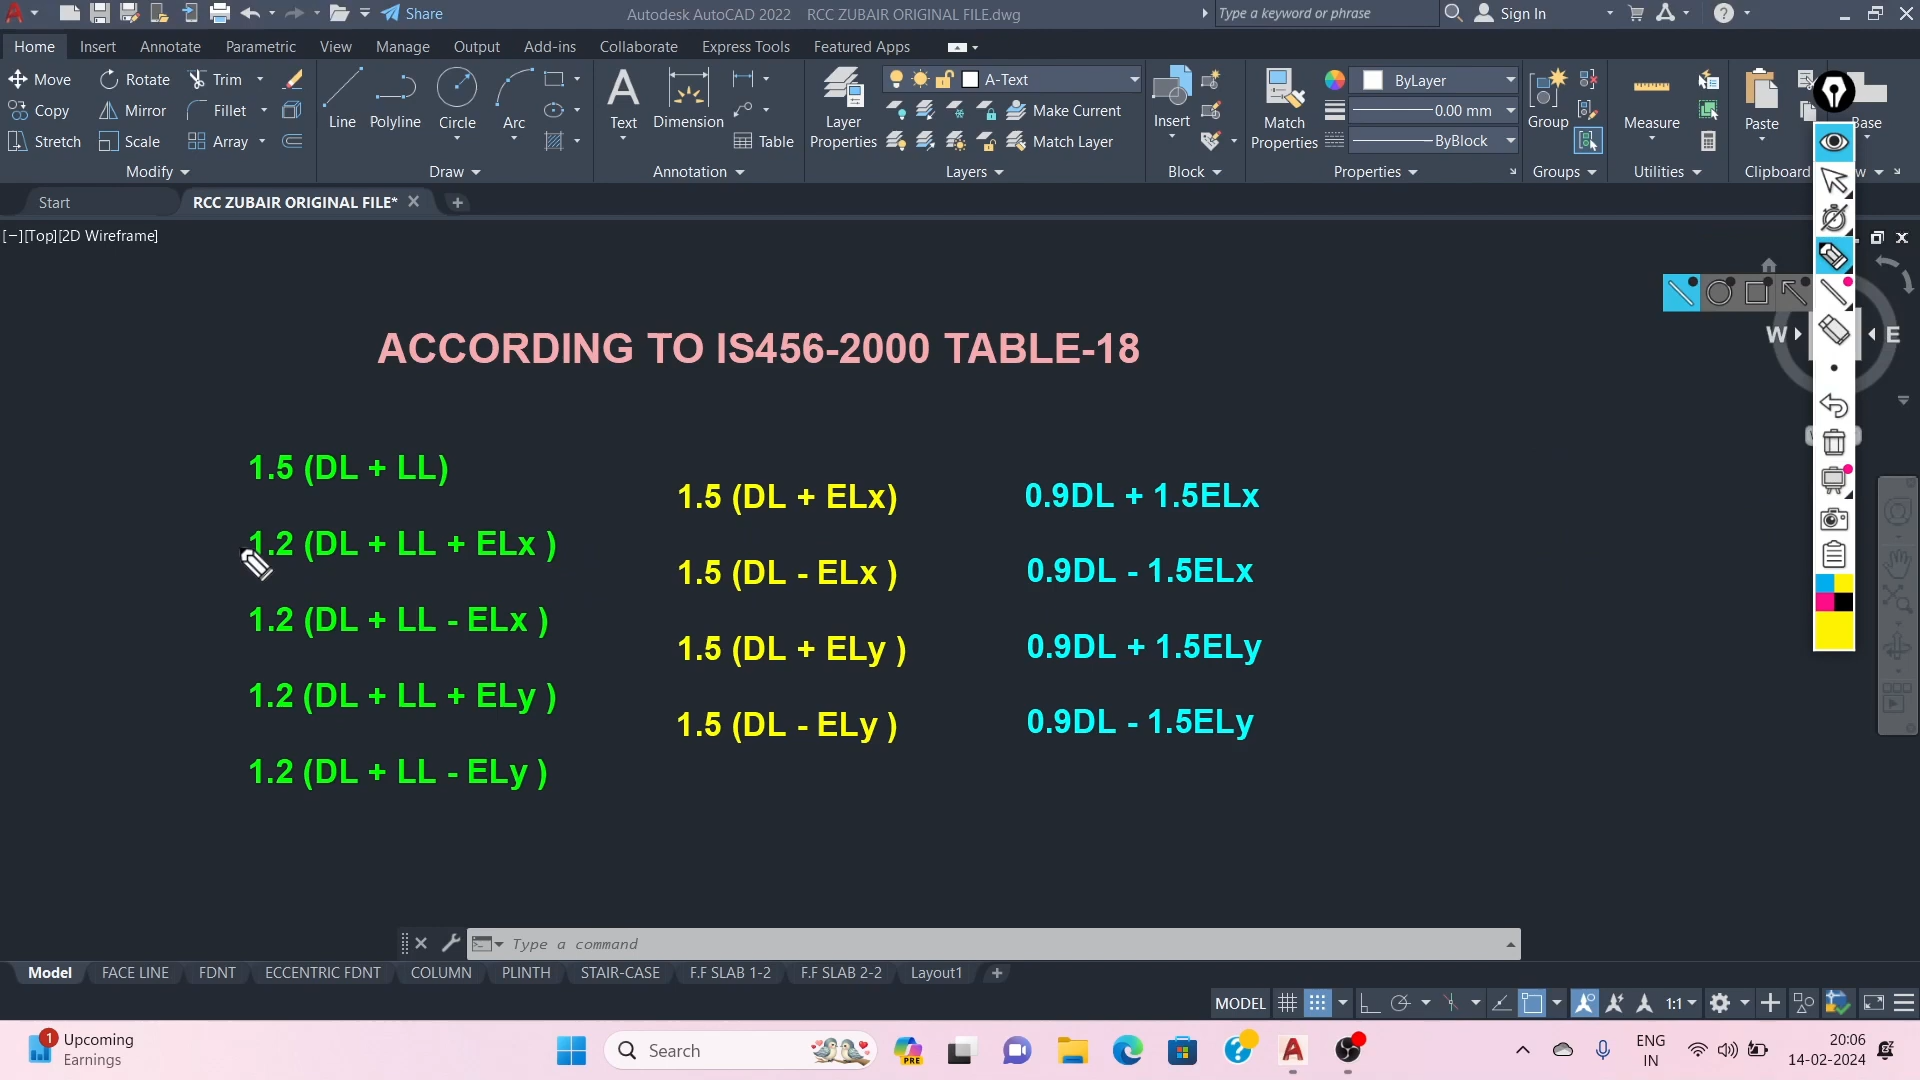 Share
Autodesk AutoCAD 2022 RCC ZUBAIR ORIGINAL FILE.dwg
Type a keyword or phrase
Sign In
Home Insert Annotate Parametric View Manage Output Add-ins Collaborate Express Tools Featured Apps
Move Rotate Trim
Copy Mirror Fillet
Stretch Scale Array
Modify
Line Polyline Circle Arc
Draw
Text Dimension Table
Annotation
Layer Properties
A-Text
Make Current
Match Layer
Layers
Insert
Block
Match Properties
ByLayer
0.00 mm
ByBlock
Properties
Group
Groups
Measure
Utilities
Paste
Clipboard
Base
Start RCC ZUBAIR ORIGINAL FILE*
[−][Top][2D Wireframe]
W E
ACCORDING TO IS456-2000 TABLE-18
1.5 (DL + LL)
1.2 (DL + LL + ELx )
1.2 (DL + LL - ELx )
1.2 (DL + LL + ELy )
1.2 (DL + LL - ELy )
1.5 (DL + ELx)
1.5 (DL - ELx )
1.5 (DL + ELy )
1.5 (DL - ELy )
0.9DL + 1.5ELx
0.9DL - 1.5ELx
0.9DL + 1.5ELy
0.9DL - 1.5ELy
Type a command
Model FACE LINE FDNT ECCENTRIC FDNT COLUMN PLINTH STAIR-CASE F.F SLAB 1-2 F.F SLAB 2-2 Layout1
MODEL 1:1
1 Upcoming
Earnings
Search
PRE
ENG
IN
20:06
14-02-2024